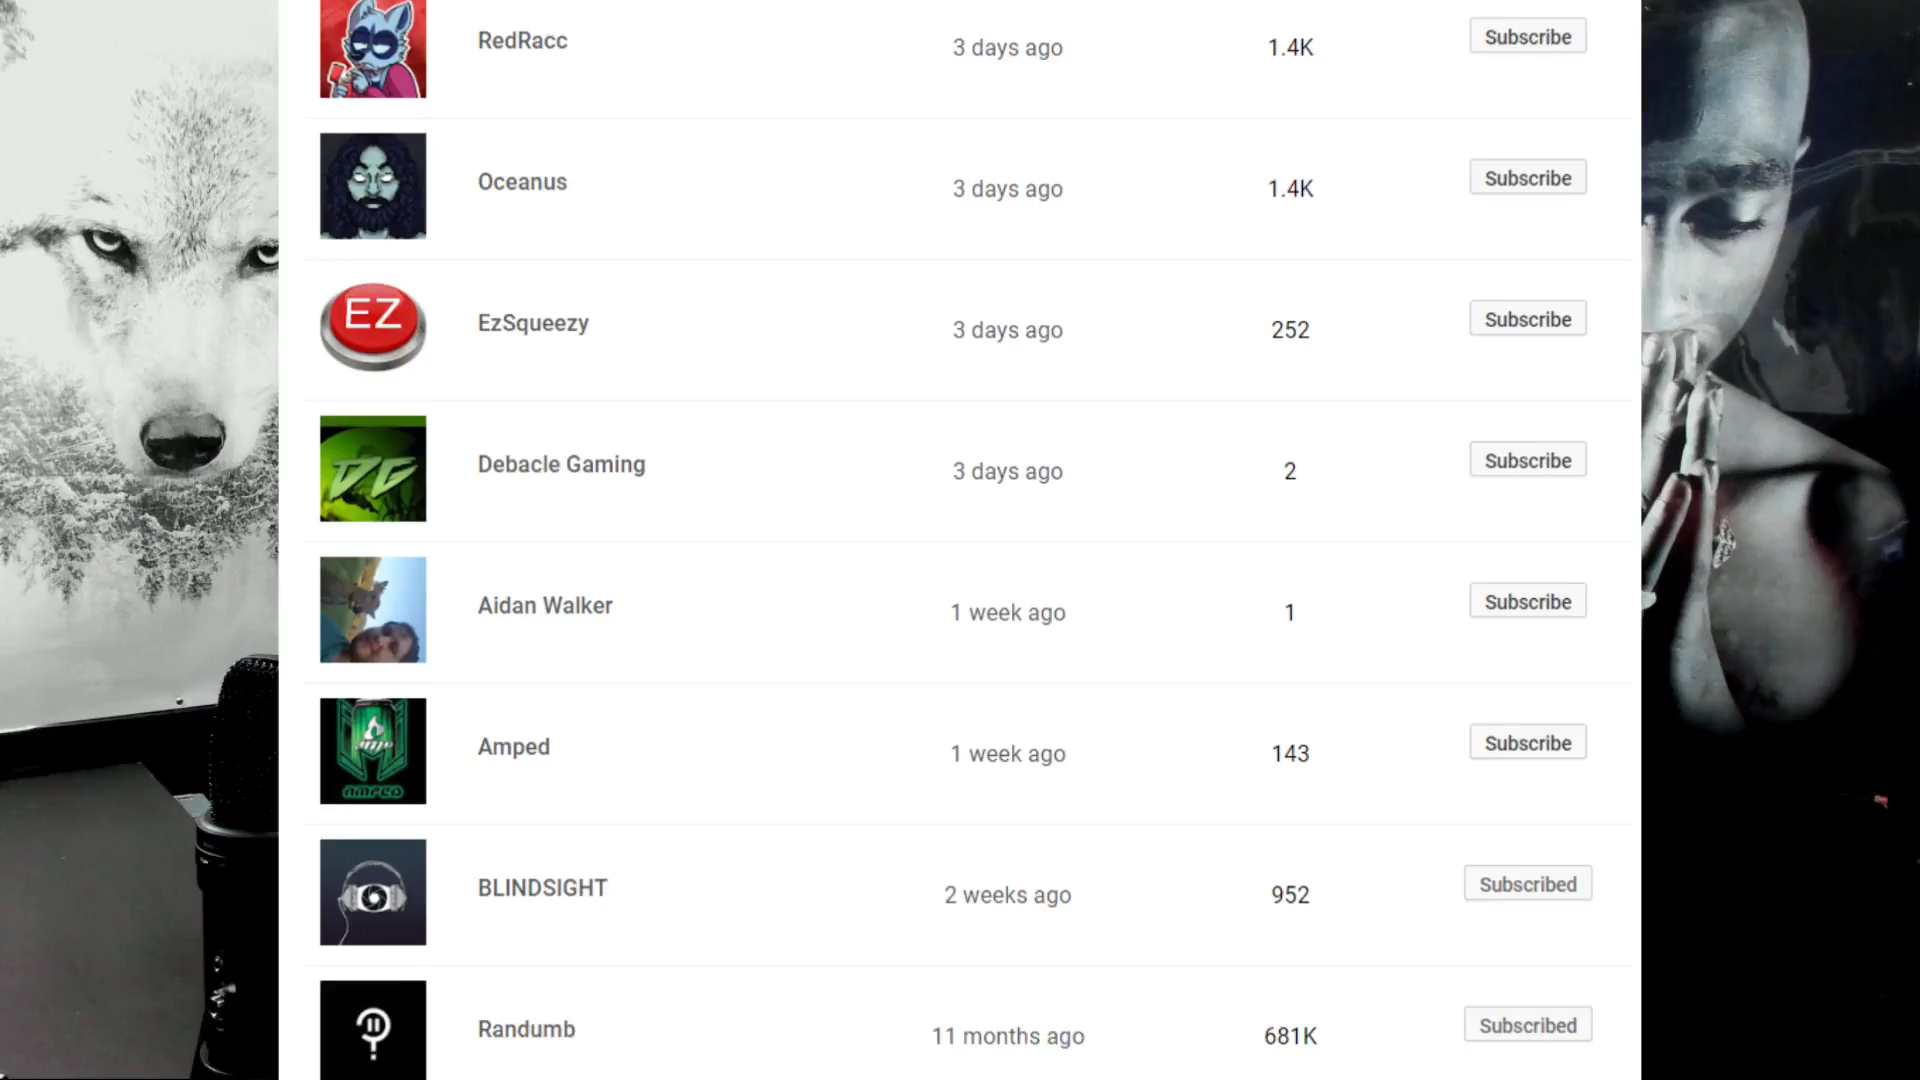 RedRacc 3 days ago 1.4K Subscribe
Oceanus 3 days ago 1.4K Subscribe
EZ
EzSqueezy 3 days ago 252 Subscribe
DG
Debacle Gaming 3 days ago 2 Subscribe
Aidan Walker 1 week ago 1 Subscribe
Amped 1 week ago 143 Subscribe
AMPED
BLINDSIGHT 2 weeks ago 952 Subscribed
Randumb 11 months ago 681K Subscribed